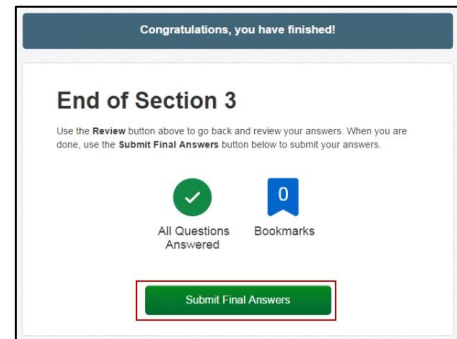 Congratulations, you have finished!
End of Section 3
Use the Review button above to go back and review your answers. When you are
done, use the Submit Final Answers button below to submit your answers.
0
All Questions
Answered
Bookmarks
Submit Final Answers